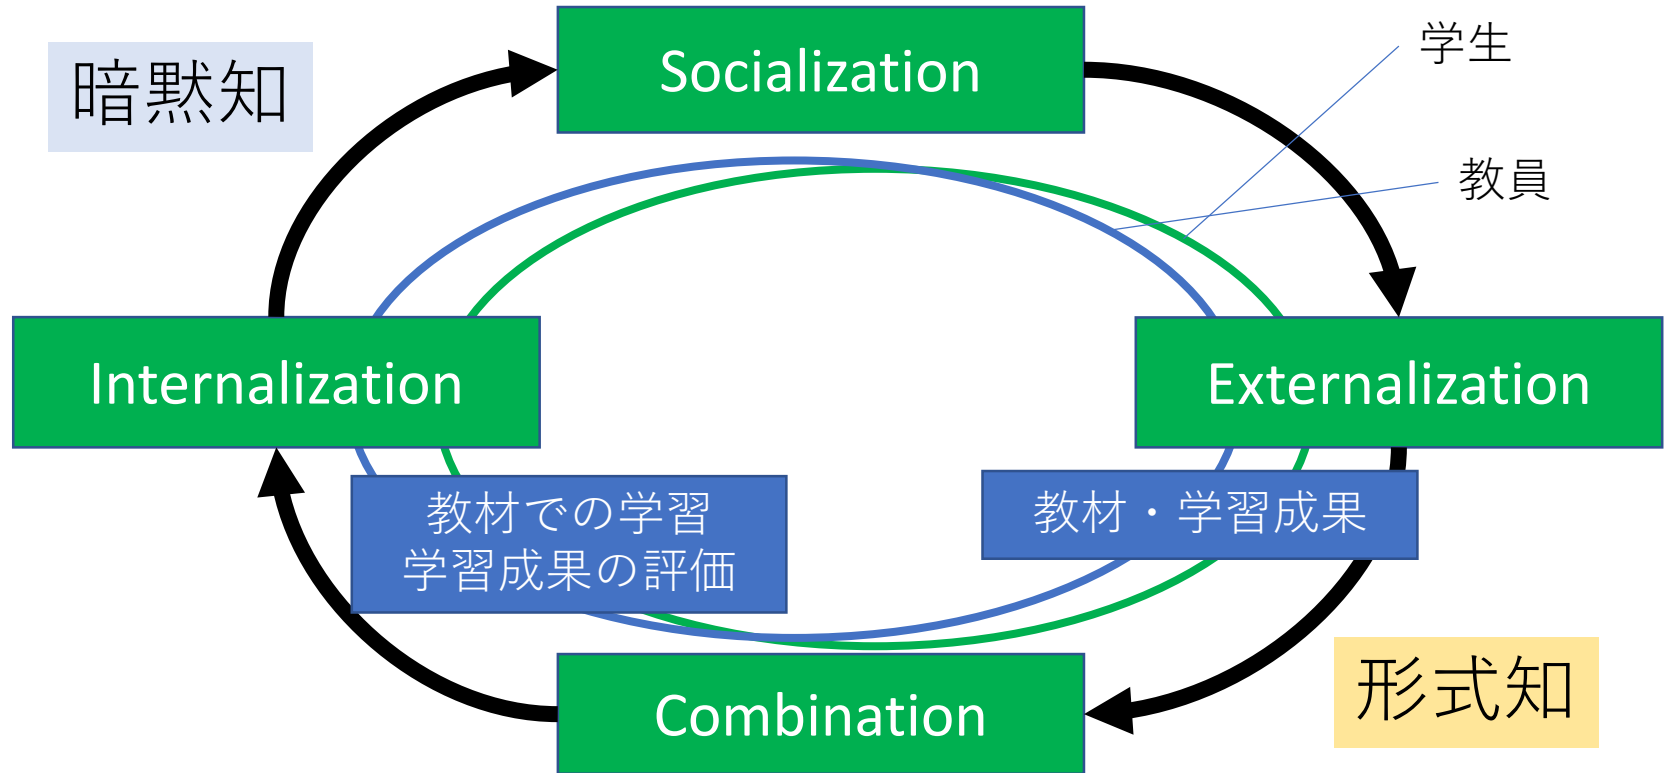 Socialization
学生
暗黙知
教員
Internalization
Externalization
教材での学習
学習成果の評価
教材・学習成果
形式知
Combination